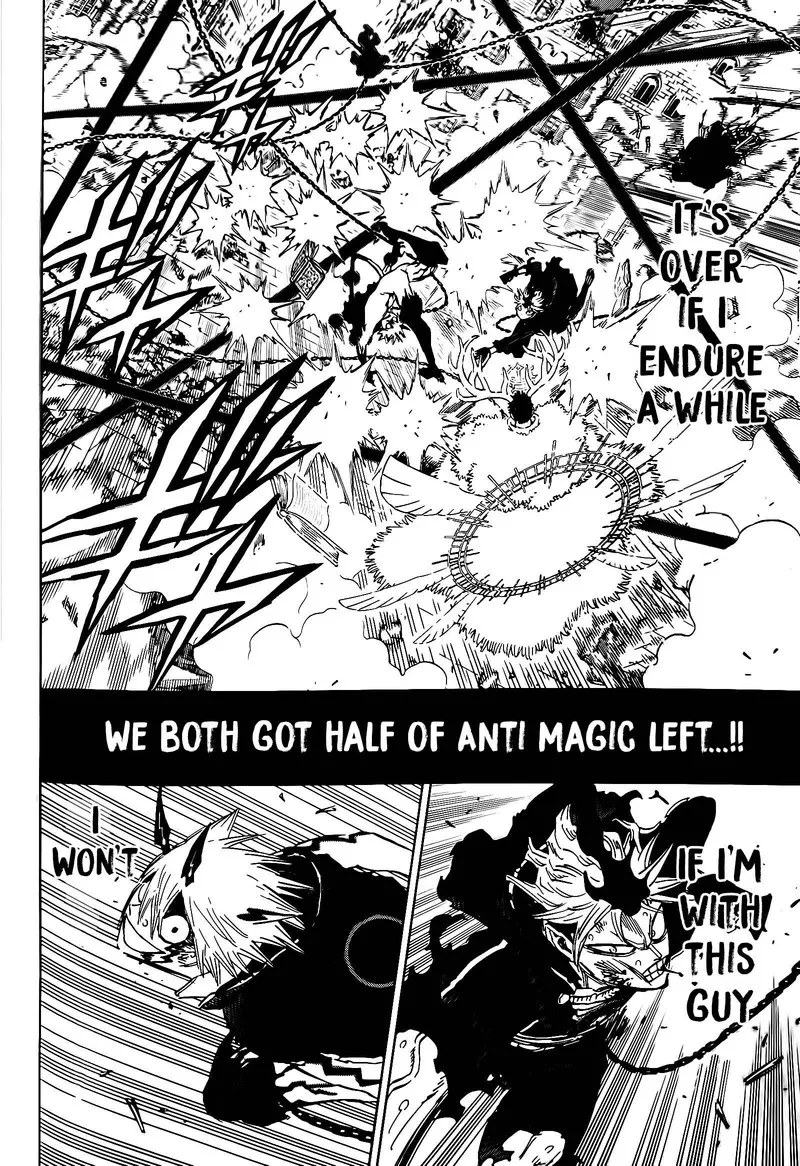 IT'S
OVER
IF I
ENDURE
A WHILE
WE BOTH GOT HALF OF ANTI MAGIC LEFT...!!
IF I'M
WITH
THIS
GUY
I
WON'T